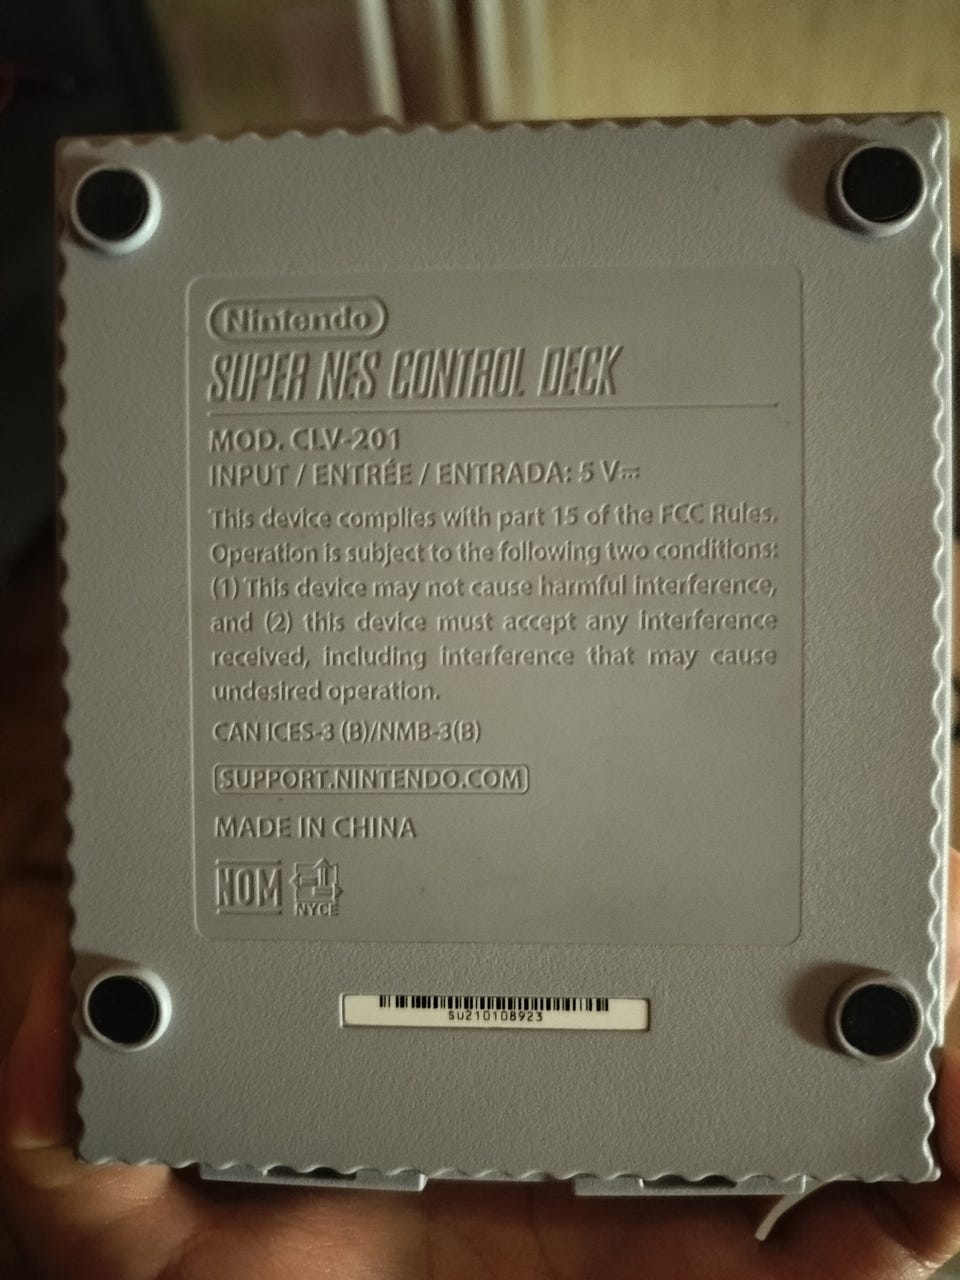 Nintendo
SUPER NES CONTROL DECK
MOD. CLV-201
INPUT / ENTRÉE / ENTRADA: 5 V⎓
This device complies with part 15 of the FCC Rules.
Operation is subject to the following two conditions:
(1) This device may not cause harmful interference,
and (2) this device must accept any interference
received, including interference that may cause
undesired operation.
CAN ICES-3 (B)/NMB-3(B)
SUPPORT.NINTENDO.COM
MADE IN CHINA
NOM NYCE
SU210108923